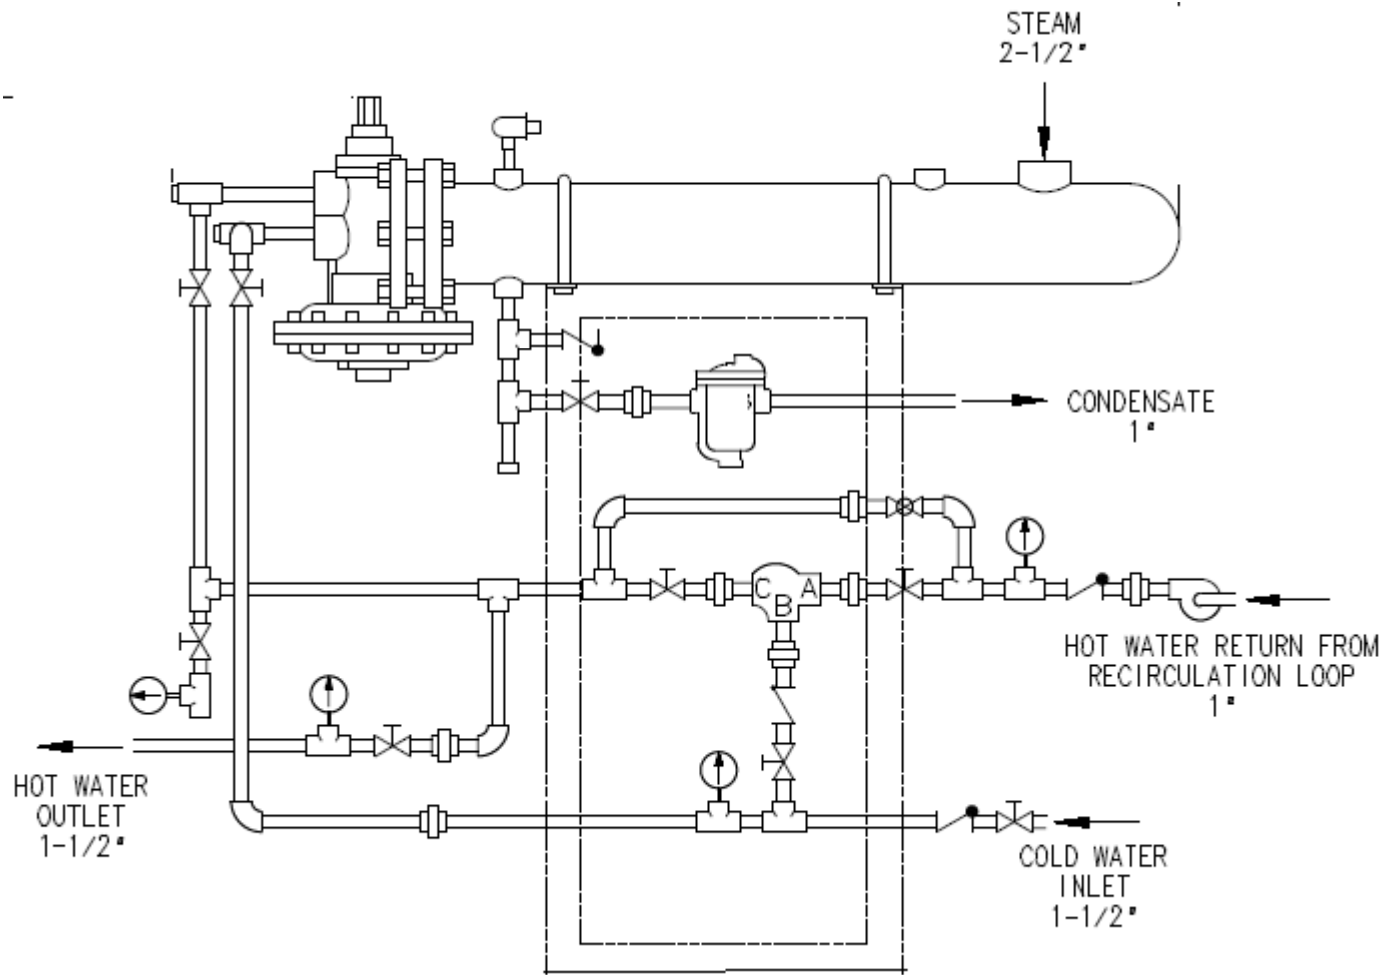 STEAM
2-1/2"
CONDENSATE
1"
C A
B
HOT WATER RETURN FROM
RECIRCULATION LOOP
1"
HOT WATER
OUTLET
1-1/2"
COLD WATER
INLET
1-1/2"